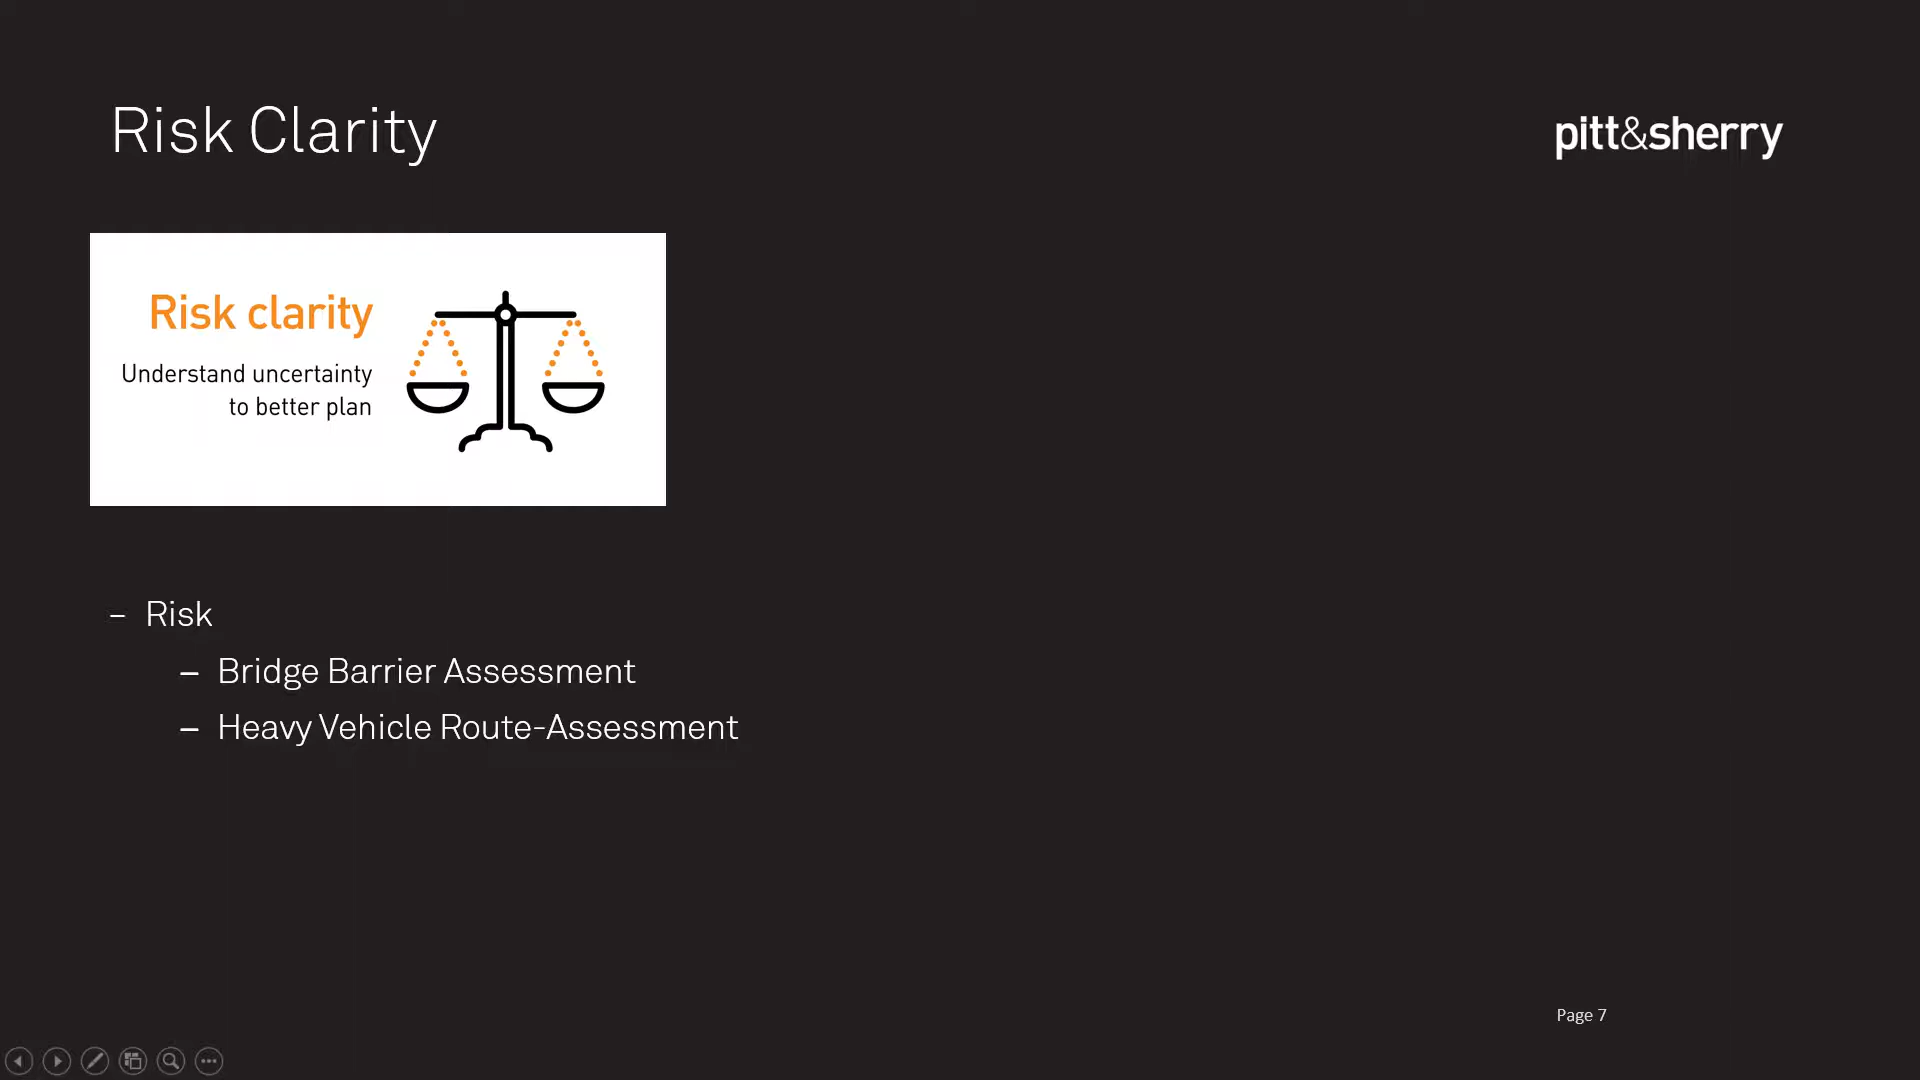 Risk Clarity
pitt&sherry
Risk clarity
Understand uncertainty
to better plan
– Risk
– Bridge Barrier Assessment
– Heavy Vehicle Route-Assessment
Page 7